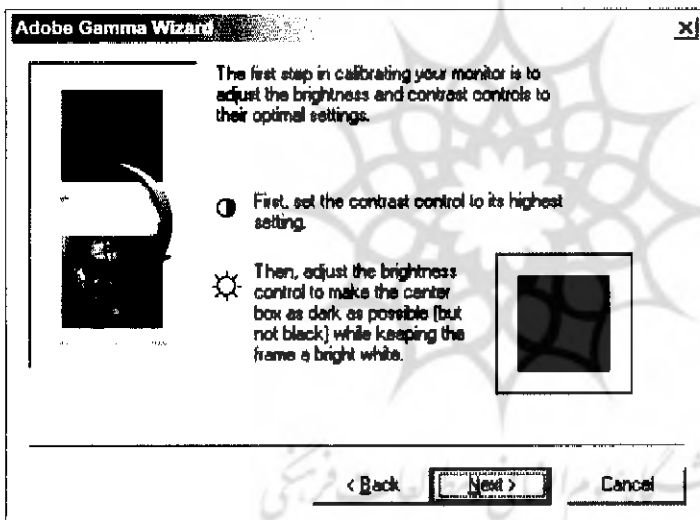 Adobe Gamma Wizard
The first step in calibrating your monitor is to
adjust the brightness and contrast controls to
their optimal settings.
First, set the contrast control to its highest
setting.
Then, adjust the brightness
control to make the center
box as dark as possible (but
not black) while keeping the
frame a bright white.
< Back
Next >
Cancel